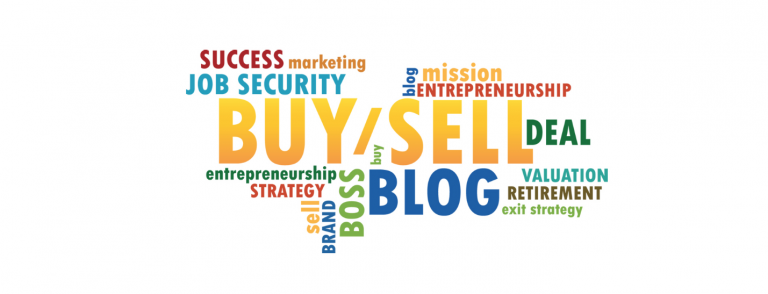 SUCCESS marketing
JOB SECURITY
blog
mission
ENTREPRENEURSHIP
BUY/SELL
DEAL
buy
entrepreneurship
STRATEGY
sell
BRAND
BOSS
BLOG
VALUATION
RETIREMENT
exit strategy